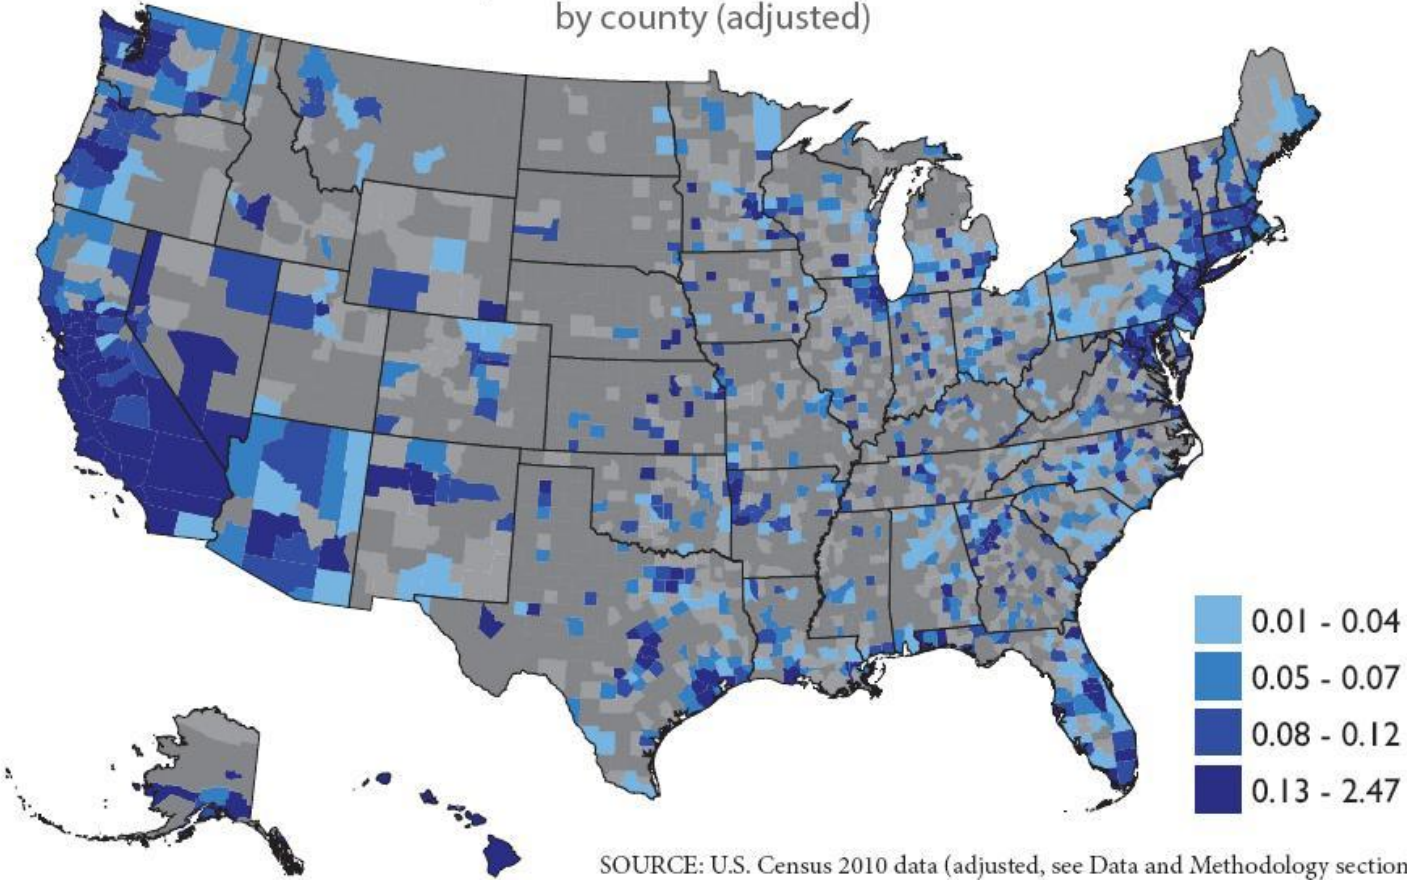 by county (adjusted)
0.01 - 0.04
0.05 - 0.07
0.08 - 0.12
0.13 - 2.47
SOURCE: U.S. Census 2010 data (adjusted, see Data and Methodology section